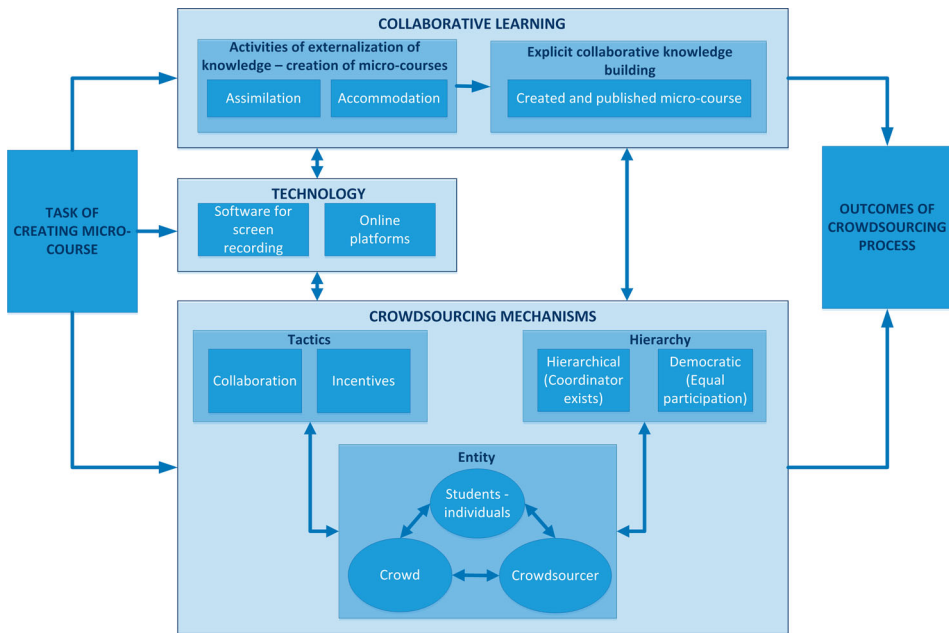 COLLABORATIVE LEARNING
Activities of externalization of
knowledge – creation of micro-courses
Assimilation
Accommodation
Explicit collaborative knowledge
building
Created and published micro-course
TASK OF
CREATING MICRO-
COURSE
TECHNOLOGY
Software for
screen
recording
Online
platforms
OUTCOMES OF
CROWDSOURCING
PROCESS
CROWDSOURCING MECHANISMS
Tactics
Collaboration
Incentives
Hierarchy
Hierarchical
(Coordinator
exists)
Democratic
(Equal
participation)
Entity
Students -
individuals
Crowd
Crowdsourcer